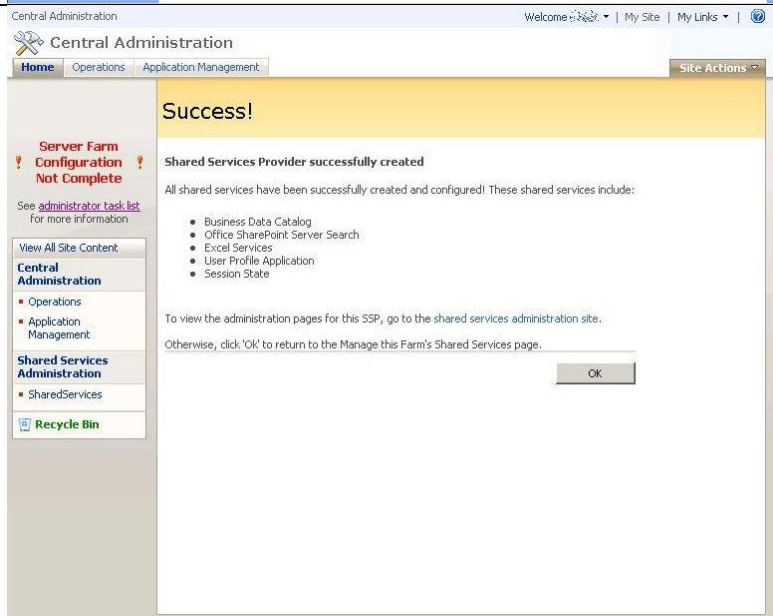 Central Administration
Welcome | My Site | My Links |
Central Administration
Home Operations Application Management
Site Actions
Success!
Server Farm
! Configuration !
Not Complete
See administrator task list
for more information
View All Site Content
Central
Administration
Operations
Application
Management
Shared Services
Administration
SharedServices
Recycle Bin
Shared Services Provider successfully created
All shared services have been successfully created and configured! These shared services include:
Business Data Catalog
Office SharePoint Server Search
Excel Services
User Profile Application
Session State
To view the administration pages for this SSP, go to the shared services administration site.
Otherwise, click 'Ok' to return to the Manage this Farm's Shared Services page.
OK